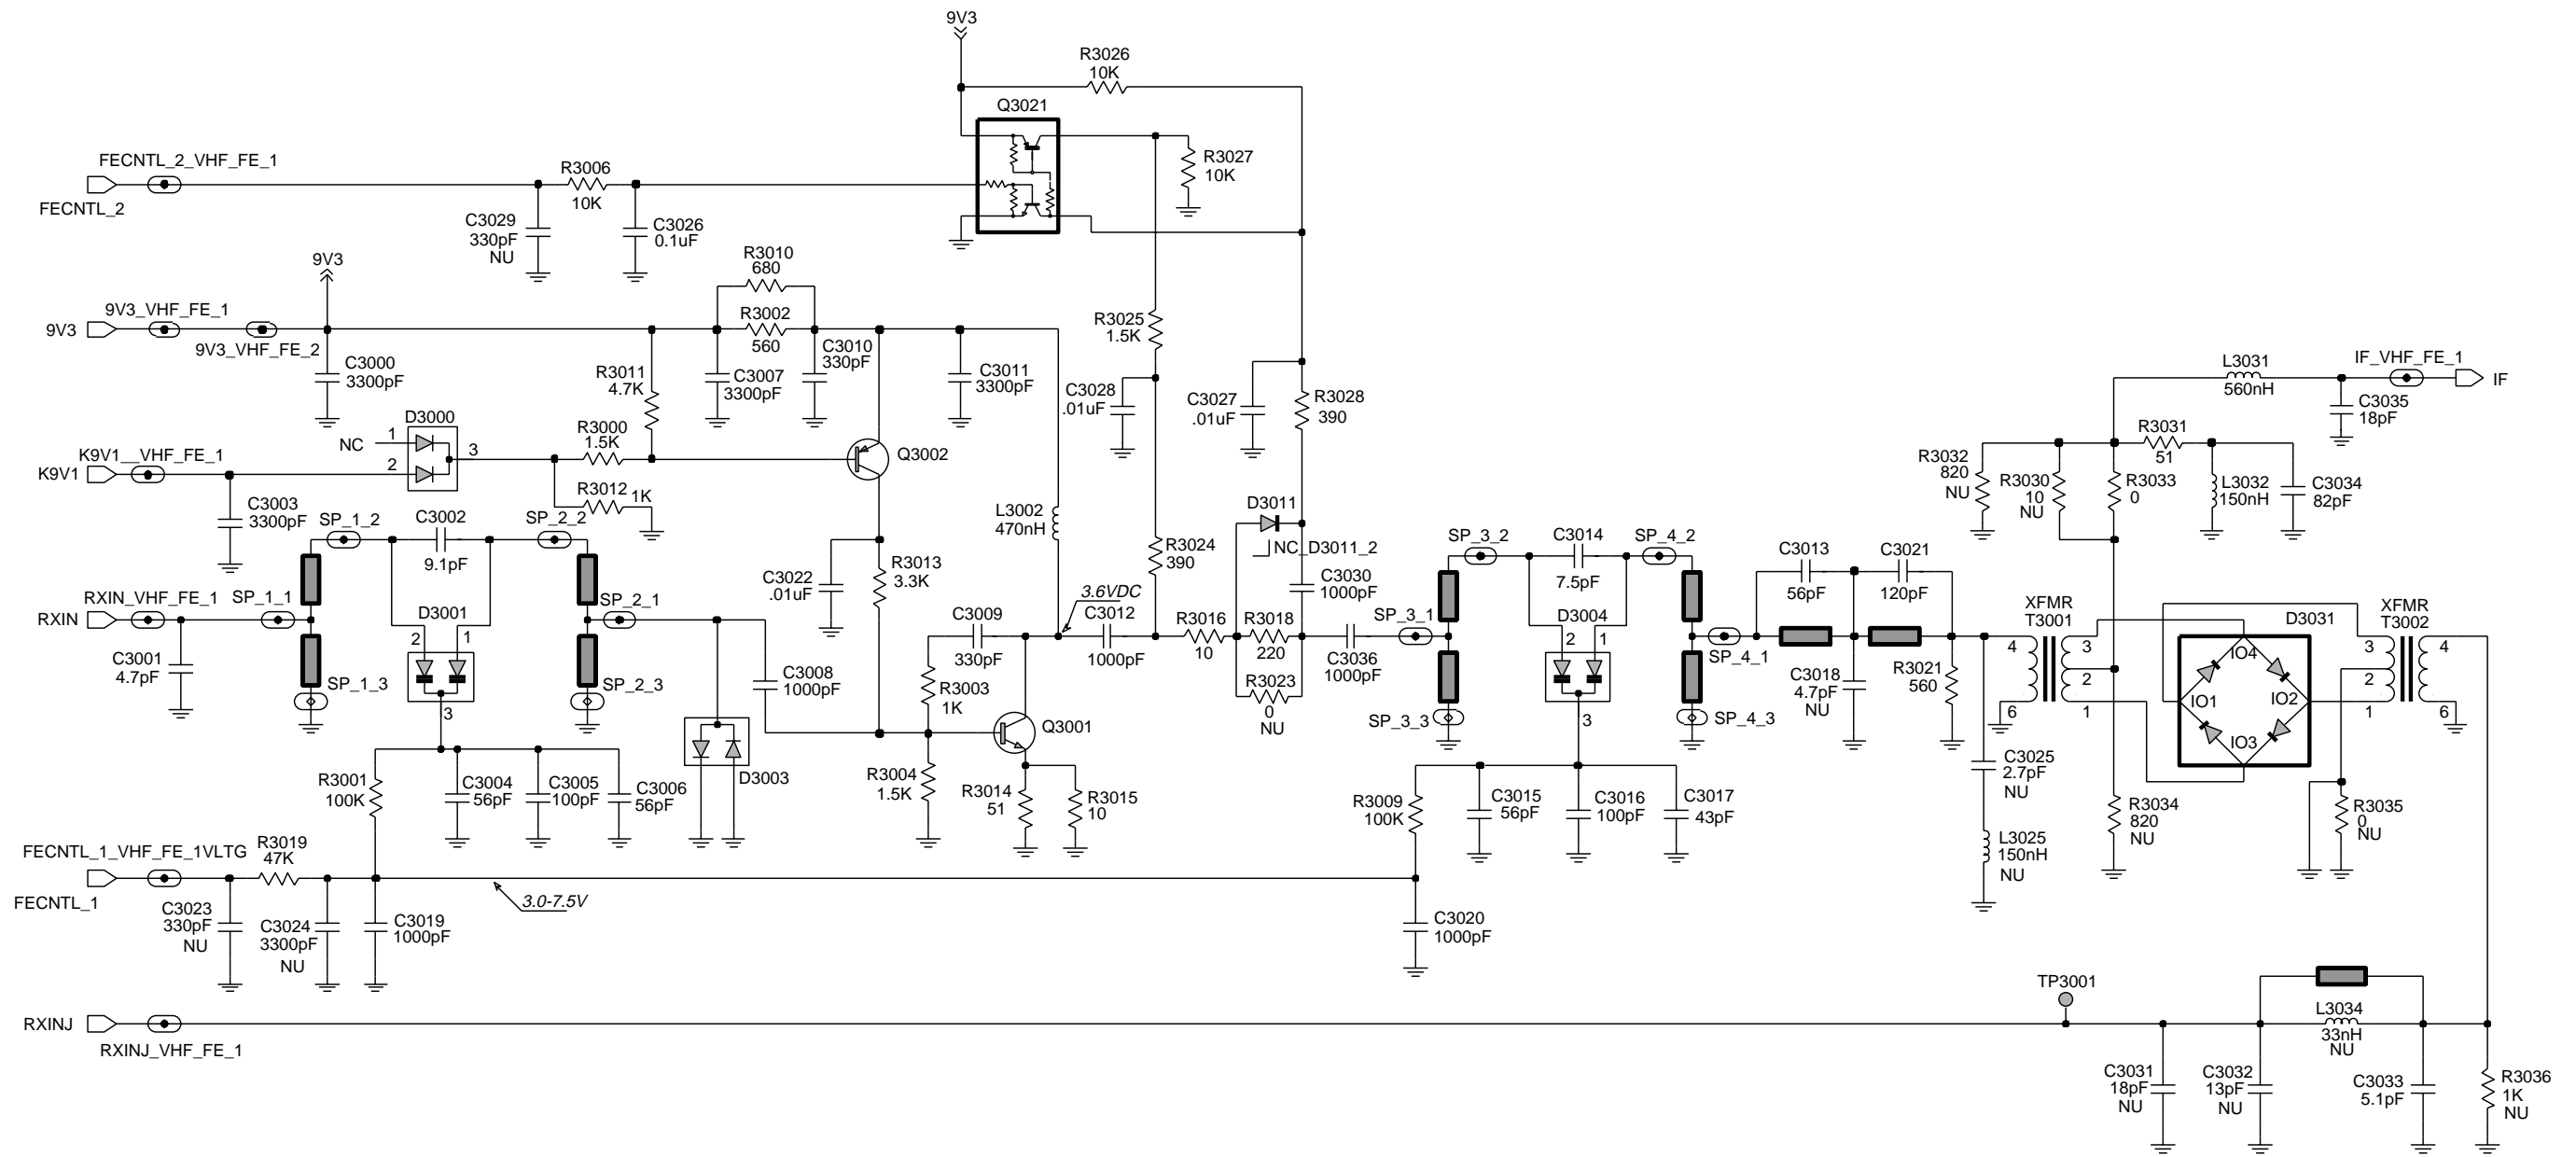 9V3
R3026
10K
Q3021
R3027
10K
FECNTL_2_VHF_FE_1
FECNTL_2
R3006
10K
C3029
330pF
NU
C3026
0.1uF
9V3
R3010
680
R3002
560
9V3
9V3_VHF_FE_1
9V3_VHF_FE_2
C3000
3300pF
R3011
4.7K
C3007
3300pF
C3010
330pF
C3011
3300pF
R3025
1.5K
C3028
.01uF
C3027
.01uF
R3028
390
L3031
560nH
IF_VHF_FE_1
IF
C3035
18pF
D3000
NC
1
2
3
R3000
1.5K
R3012
1K
Q3002
K9V1
K9V1__VHF_FE_1
C3003
3300pF
R3031
51
R3032
820
NU
R3030
10
NU
R3033
0
L3032
150nH
C3034
82pF
SP_1_2
C3002
9.1pF
SP_2_2
L3002
470nH
D3011
NC_D3011_2
C3030
1000pF
R3024
390
R3013
3.3K
C3022
.01uF
SP_3_2
C3014
7.5pF
SP_4_2
C3013
56pF
C3021
120pF
RXIN
RXIN_VHF_FE_1
SP_1_1
D3001
2
1
3
SP_2_1
C3001
4.7pF
SP_1_3
SP_2_3
C3008
1000pF
C3009
330pF
3.6VDC
C3012
1000pF
R3016
10
R3018
220
R3023
0
NU
C3036
1000pF
SP_3_1
SP_3_3
D3004
2
1
3
SP_4_1
SP_4_3
C3018
4.7pF
NU
R3021
560
XFMR
T3001
4
6
3
2
1
D3031
IO4
IO1
IO2
IO3
XFMR
T3002
3
2
1
4
6
R3003
1K
Q3001
D3003
R3004
1.5K
R3014
51
R3015
10
R3001
100K
C3004
56pF
C3005
100pF
C3006
56pF
R3009
100K
C3015
56pF
C3016
100pF
C3017
43pF
C3025
2.7pF
NU
L3025
150nH
NU
R3034
820
NU
R3035
0
NU
FECNTL_1_VHF_FE_1VLTG
FECNTL_1
R3019
47K
3.0-7.5V
C3023
330pF
NU
C3024
3300pF
NU
C3019
1000pF
C3020
1000pF
TP3001
RXINJ
RXINJ_VHF_FE_1
L3034
33nH
NU
C3031
18pF
NU
C3032
13pF
NU
C3033
5.1pF
R3036
1K
NU